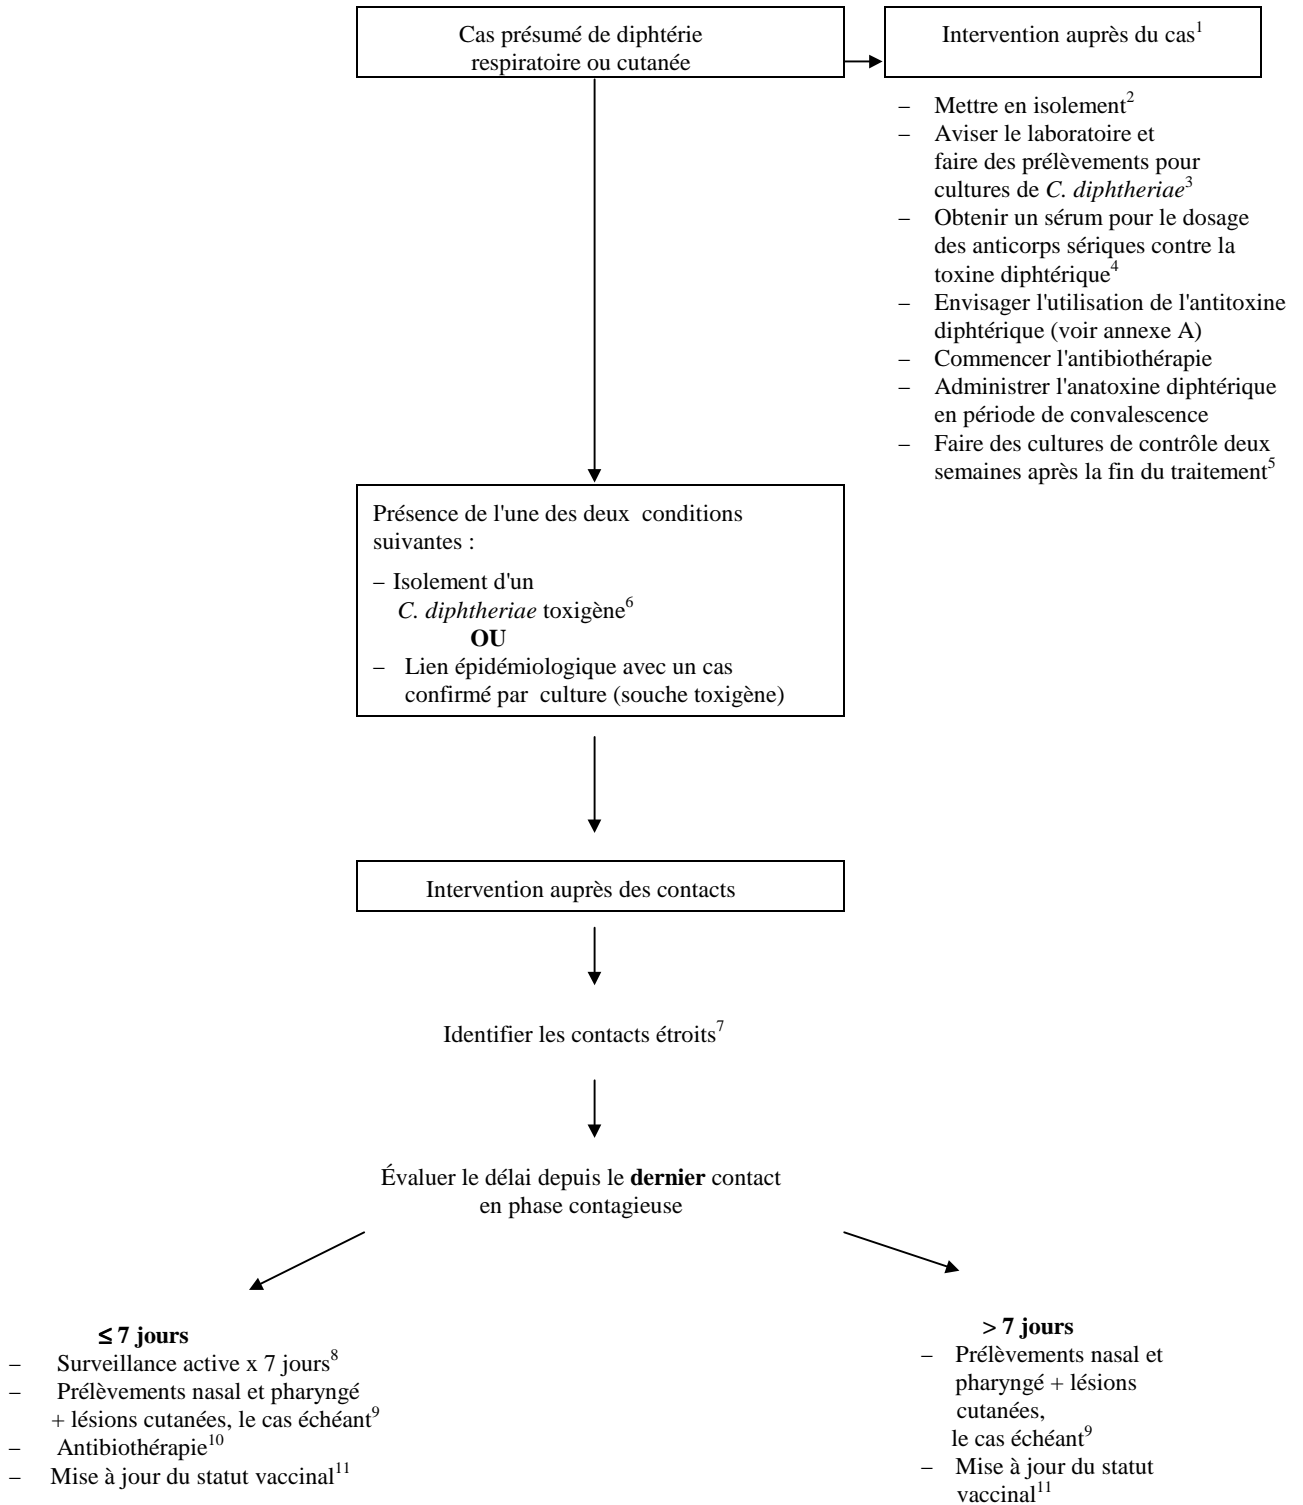 Cas présumé de diphtérie
respiratoire ou cutanée
Intervention auprès du cas1
– Mettre en isolement2
– Aviser le laboratoire et
faire des prélèvements pour
cultures de C. diphtheriae3
– Obtenir un sérum pour le dosage
des anticorps sériques contre la
toxine diphtérique4
– Envisager l'utilisation de l'antitoxine
diphtérique (voir annexe A)
– Commencer l'antibiothérapie
– Administrer l'anatoxine diphtérique
en période de convalescence
– Faire des cultures de contrôle deux
semaines après la fin du traitement5
Présence de l'une des deux conditions
suivantes :
– Isolement d'un
C. diphtheriae toxigène6
OU
– Lien épidémiologique avec un cas
confirmé par culture (souche toxigène)
Intervention auprès des contacts
Identifier les contacts étroits7
Évaluer le délai depuis le dernier contact
en phase contagieuse
≤ 7 jours
– Surveillance active x 7 jours8
– Prélèvements nasal et pharyngé
+ lésions cutanées, le cas échéant9
– Antibiothérapie10
– Mise à jour du statut vaccinal11
> 7 jours
– Prélèvements nasal et
pharyngé + lésions
cutanées,
le cas échéant9
– Mise à jour du statut
vaccinal11